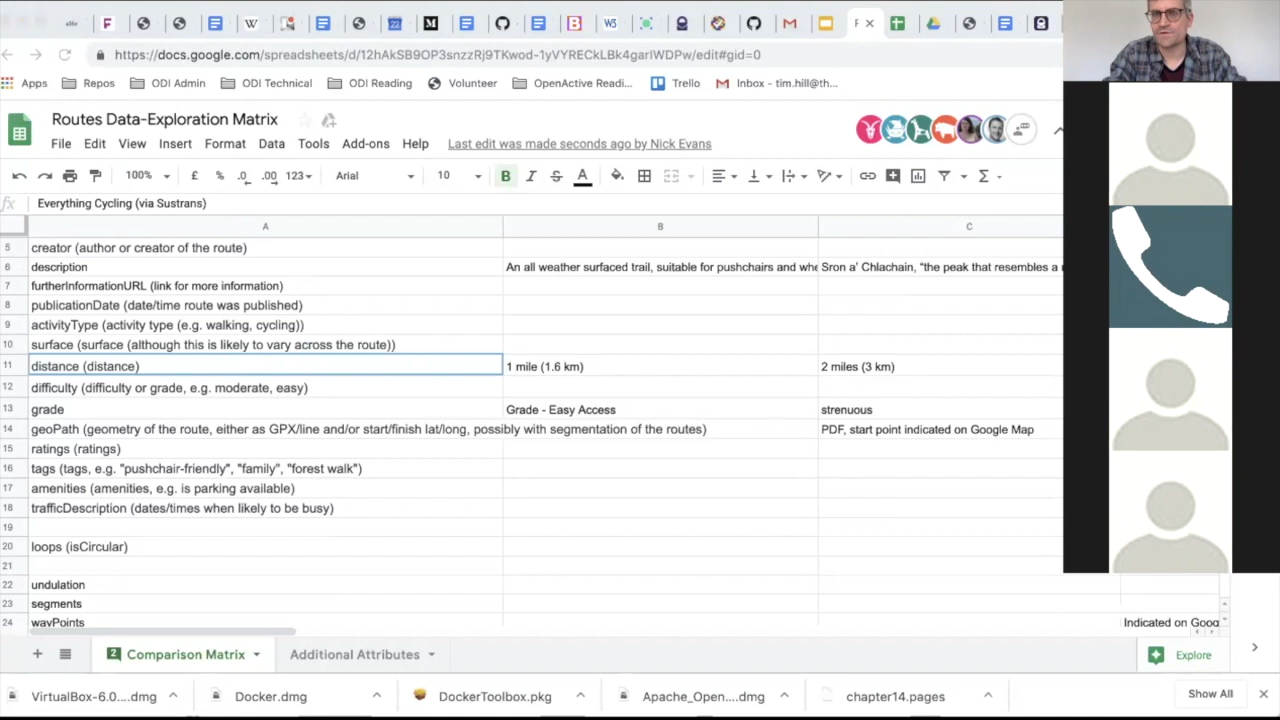 F
W
22
M
B
W3
F
https://docs.google.com/spreadsheets/d/12hAkSB9OP3snzzRj9TKwod-1yVYRECkLBk4garIWDPw/edit#gid=0
Apps Repos ODI Admin ODI Technical ODI Reading Volunteer OpenActive Readi... Trello Inbox - tim.hill@th...
Routes Data-Exploration Matrix
File Edit View Insert Format Data Tools Add-ons Help Last edit was made seconds ago by Nick Evans
100% £ % .0 .00 123 Arial 10 B I S A Σ
fx Everything Cycling (via Sustrans)
A B C
5 creator (author or creator of the route)
6 description An all weather surfaced trail, suitable for pushchairs and whe Sron a' Chlachain, “the peak that resembles a
7 furtherInformationURL (link for more information)
8 publicationDate (date/time route was published)
9 activityType (activity type (e.g. walking, cycling))
10 surface (surface (although this is likely to vary across the route))
11 distance (distance) 1 mile (1.6 km) 2 miles (3 km)
12 difficulty (difficulty or grade, e.g. moderate, easy)
13 grade Grade - Easy Access strenuous
14 geoPath (geometry of the route, either as GPX/line and/or start/finish lat/long, possibly with segmentation of the routes) PDF, start point indicated on Google Map
15 ratings (ratings)
16 tags (tags, e.g. "pushchair-friendly", "family", "forest walk")
17 amenities (amenities, e.g. is parking available)
18 trafficDescription (dates/times when likely to be busy)
19
20 loops (isCircular)
21
22 undulation
23 segments
24 wayPoints Indicated on Goog
2 Comparison Matrix Additional Attributes Explore
VirtualBox-6.0....dmg Docker.dmg DockerToolbox.pkg Apache_Open....dmg chapter14.pages Show All